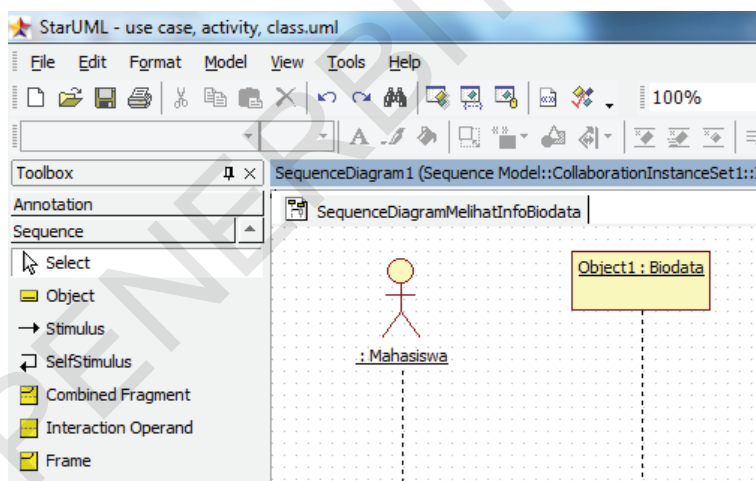 StarUML - use case, activity, class.uml
File Edit Format Model View Tools Help
100%
Toolbox
SequenceDiagram1 (Sequence Model::CollaborationInstanceSet1::
Annotation
SequenceDiagramMelihatInfoBiodata
Sequence
Select
Object
Stimulus
SelfStimulus
Combined Fragment
Interaction Operand
Frame
Object1 : Biodata
: Mahasiswa
PENERBIT